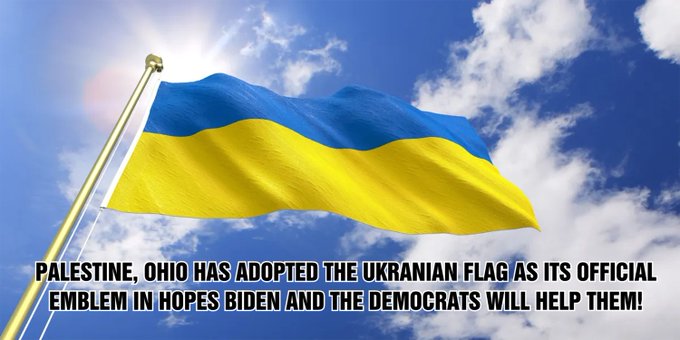 PALESTINE, OHIO HAS ADOPTED THE UKRANIAN FLAG AS ITS OFFICIAL
EMBLEM IN HOPES BIDEN AND THE DEMOCRATS WILL HELP THEM!